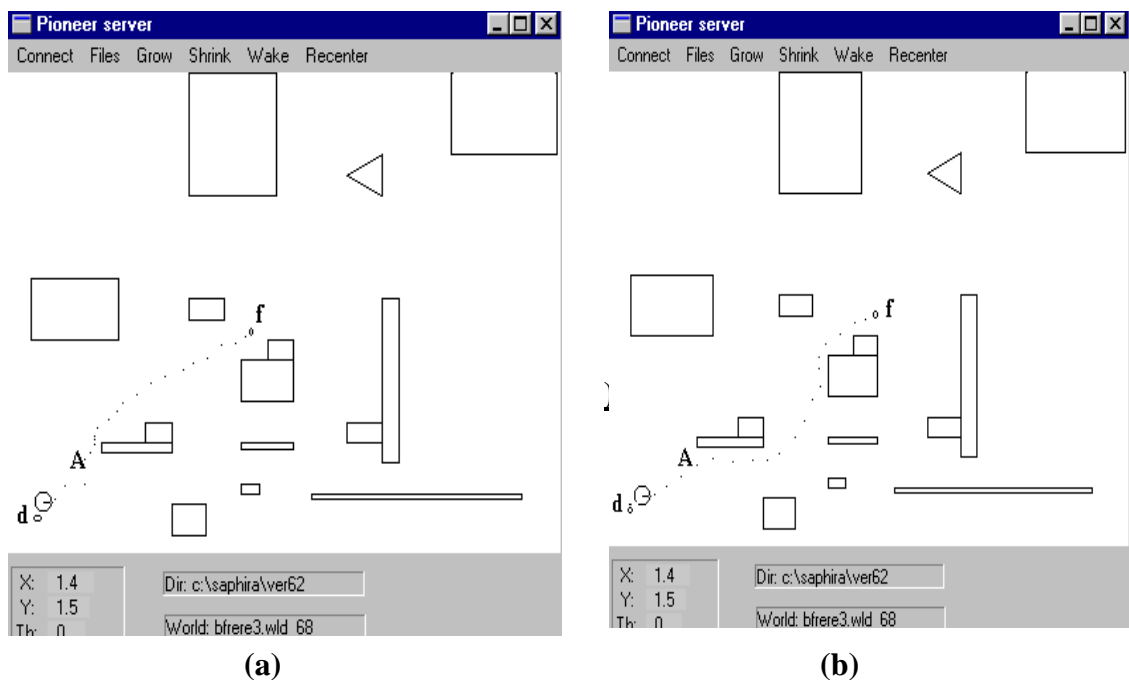 Pioneer server
Connect Files Grow Shrink Wake Recenter
f
A
d
X: 1.4
Y: 1.5
Th: 0
Dir: c:\saphira\ver62
World: bfrere3.wld 68
(a)
Pioneer server
Connect Files Grow Shrink Wake Recenter
f
A
d
X: 1.4
Y: 1.5
Th: 0
Dir: c:\saphira\ver62
World: bfrere3.wld 68
(b)